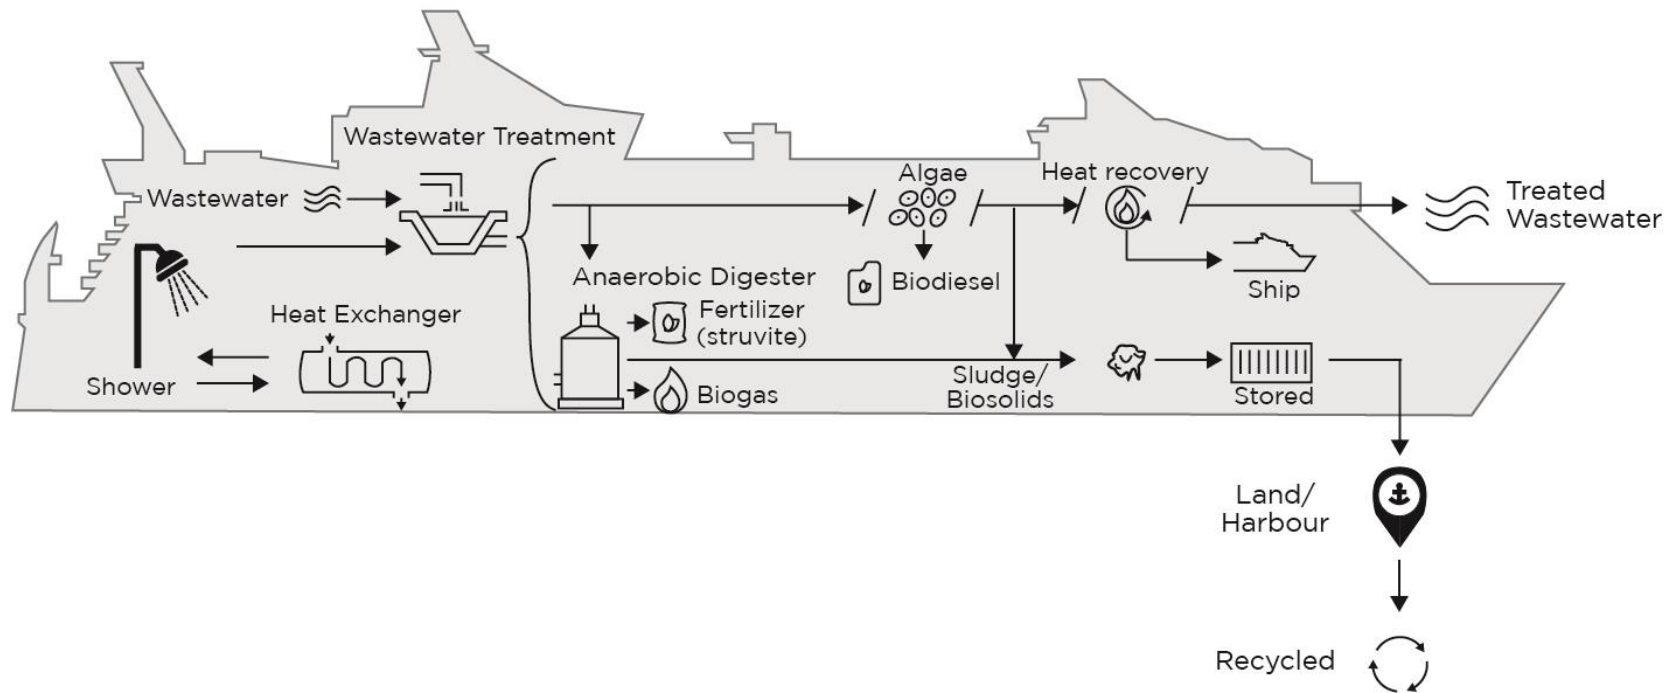 Wastewater Treatment
Wastewater
Algae
Heat recovery
Treated
Wastewater
Anaerobic Digester
Biodiesel
Ship
Heat Exchanger
Fertilizer
(struvite)
Shower
Biogas
Sludge/
Biosolids
Stored
Land/
Harbour
Recycled